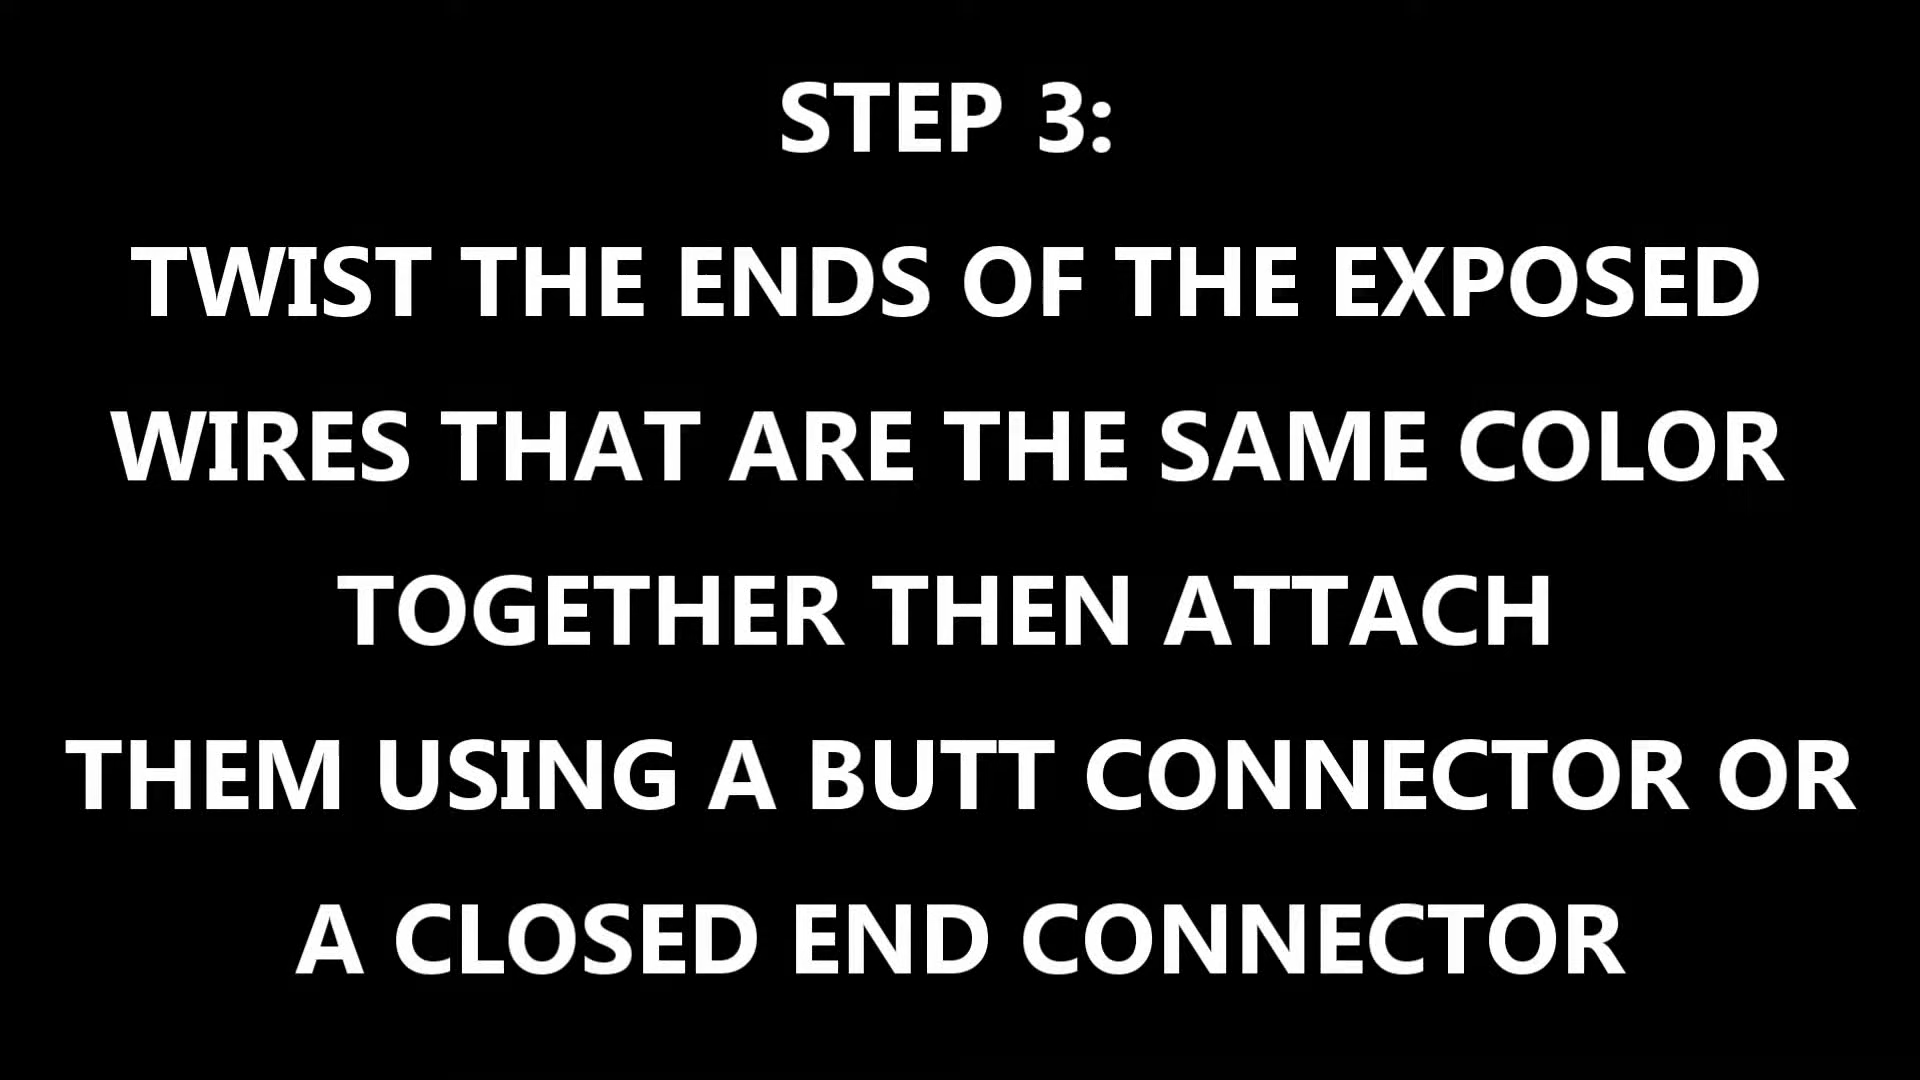 STEP 3:
TWIST THE ENDS OF THE EXPOSED
WIRES THAT ARE THE SAME COLOR
TOGETHER THEN ATTACH
THEM USING A BUTT CONNECTOR OR
A CLOSED END CONNECTOR